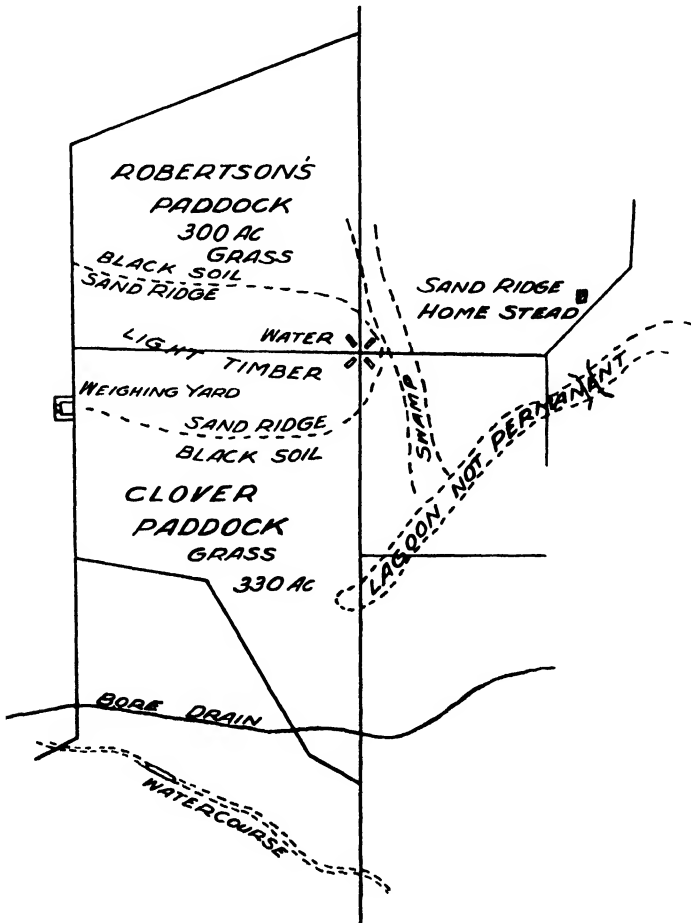 ROBERTSON'S
PADDOCK
300 AC
GRASS
BLACK SOIL
SAND RIDGE
SAND RIDGE
HOME STEAD
WATER
LIGHT TIMBER
WEIGHING YARD
SAND RIDGE
BLACK SOIL
SWAMP
LAGOON NOT PERMANANT
CLOVER
PADDOCK
GRASS
330 AC
BORE DRAIN
WATERCOURSE